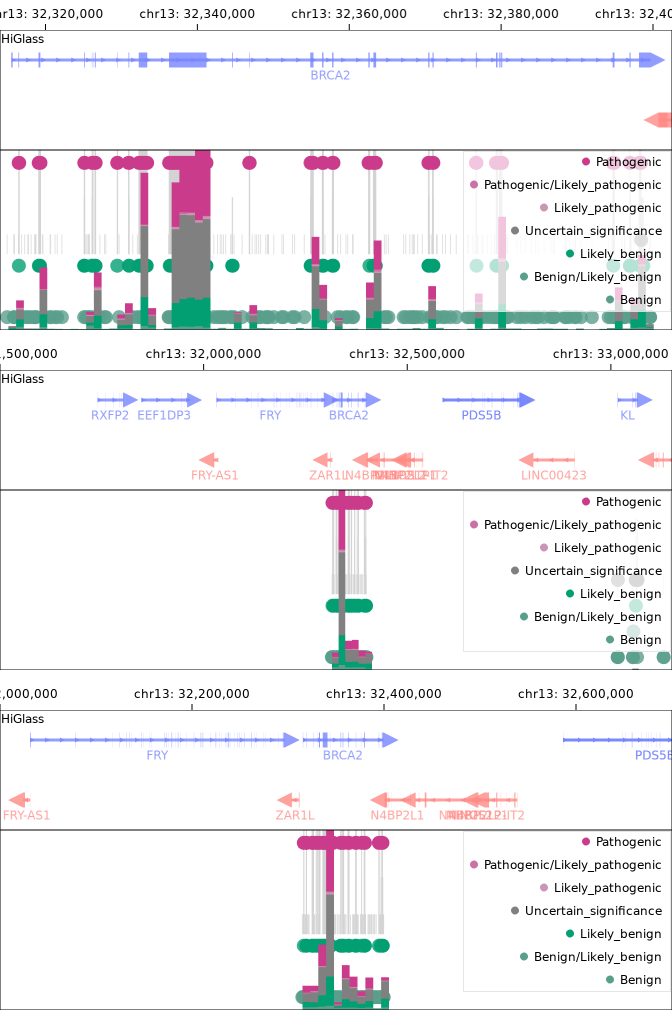 chr13: 32,340,000 chr13: 32,360,000 chr13: 32,380,000
HiGlass
BRCA2
Pathogenic
Pathogenic/Likely_pathogenic
Likely_pathogenic
Uncertain_significance
Likely_benign
Benign/Likely_benign
Benign
,500,000 chr13: 32,000,000 chr13: 32,500,000 chr13: 33,000,000
HiGlass
RXFP2 EEF1DP3 FRY BRCA2 PDS5B KL
FRY-AS1 ZAR1L LINC00423
Pathogenic
Pathogenic/Likely_pathogenic
Likely_pathogenic
Uncertain_significance
Likely_benign
Benign/Likely_benign
Benign
,000,000 chr13: 32,200,000 chr13: 32,400,000 chr13: 32,600,000
HiGlass
FRY BRCA2 PDS5B
FRY-AS1 ZAR1L N4BP2L1
Pathogenic
Pathogenic/Likely_pathogenic
Likely_pathogenic
Uncertain_significance
Likely_benign
Benign/Likely_benign
Benign